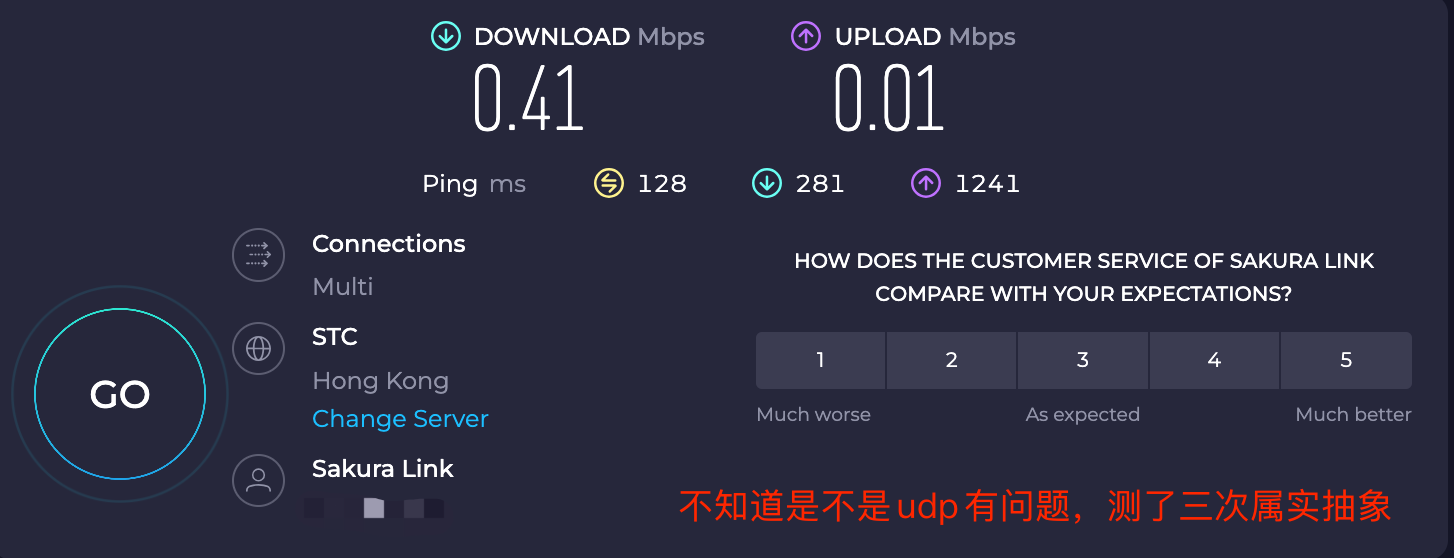 DOWNLOAD Mbps
0.41
UPLOAD Mbps
0.01
Ping ms 128 281 1241
Connections
Multi
STC
Hong Kong
Change Server
Sakura Link
GO
HOW DOES THE CUSTOMER SERVICE OF SAKURA LINK
COMPARE WITH YOUR EXPECTATIONS?
1 2 3 4 5
Much worse As expected Much better
不知道是不是udp有问题，测了三次属实抽象